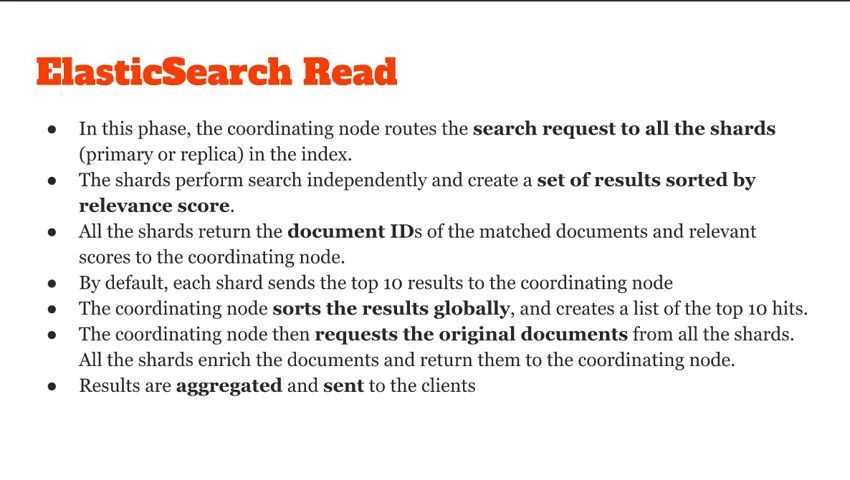 ElasticSearch Read
● In this phase, the coordinating node routes the search request to all the shards
(primary or replica) in the index.
● The shards perform search independently and create a set of results sorted by
relevance score.
● All the shards return the document IDs of the matched documents and relevant
scores to the coordinating node.
● By default, each shard sends the top 10 results to the coordinating node
● The coordinating node sorts the results globally, and creates a list of the top 10 hits.
● The coordinating node then requests the original documents from all the shards.
All the shards enrich the documents and return them to the coordinating node.
● Results are aggregated and sent to the clients